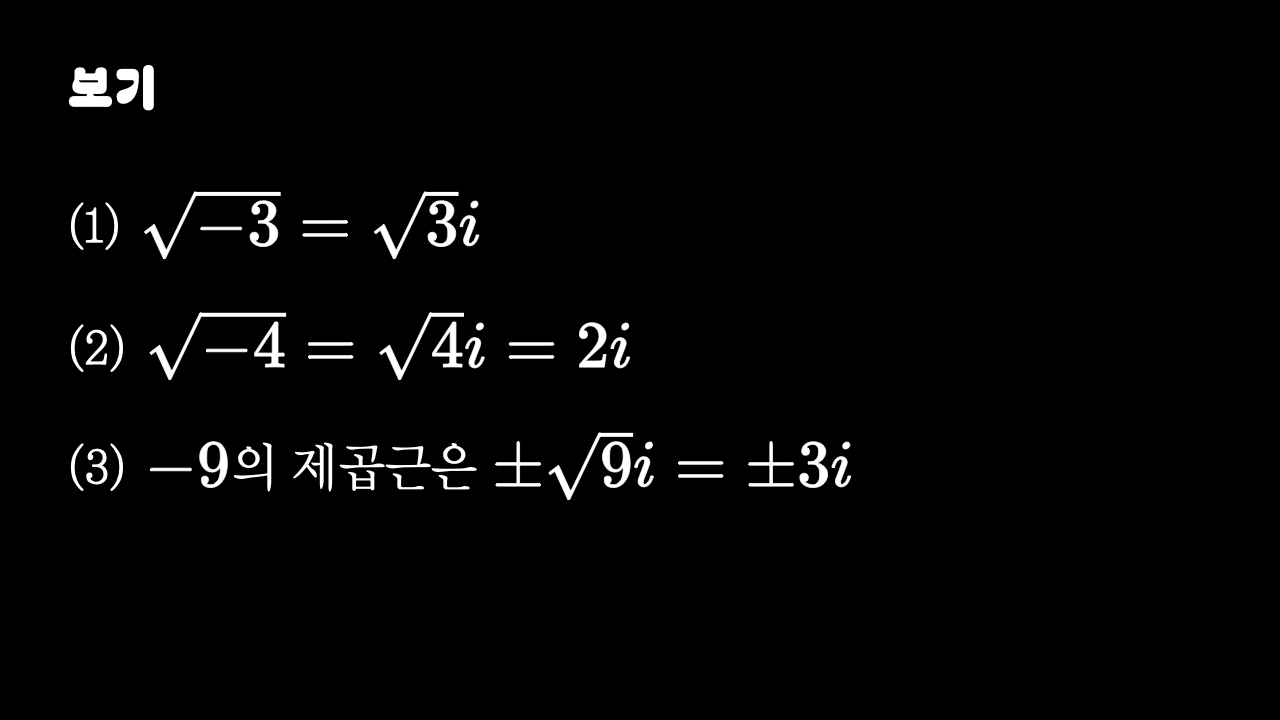 보기
(1) √-3 = √3i
(2) √-4 = √4i = 2i
(3) -9의 제곱근은 ±√9i = ±3i